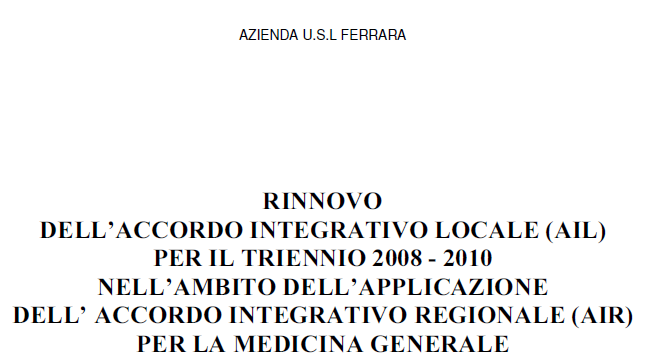 AZIENDA U.S.L FERRARA
RINNOVO
DELL’ACCORDO INTEGRATIVO LOCALE (AIL)
PER IL TRIENNIO 2008 - 2010
NELL’AMBITO DELL’APPLICAZIONE
DELL’ ACCORDO INTEGRATIVO REGIONALE (AIR)
PER LA MEDICINA GENERALE